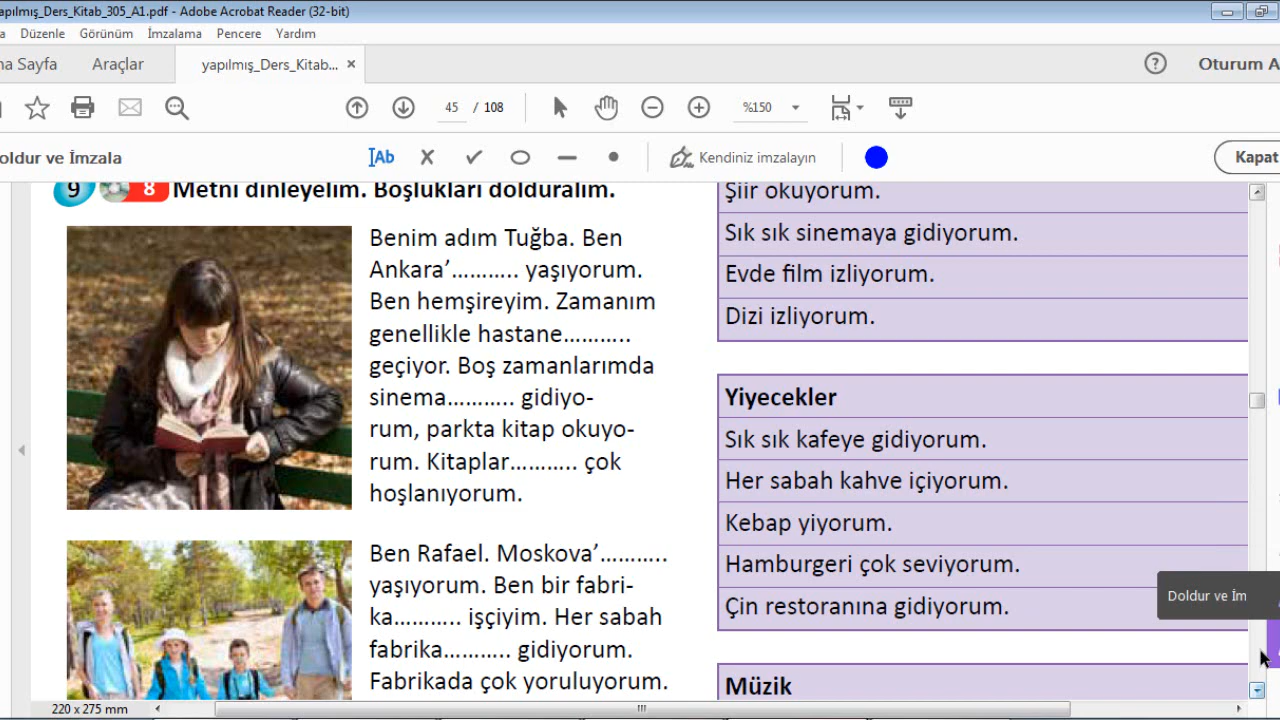 apılmış_Ders_Kitab_305_A1.pdf - Adobe Acrobat Reader (32-bit)
a Düzenle Görünüm İmzalama Pencere Yardım
na Sayfa Araçlar yapılmış_Ders_Kitab... × ? Oturum A
45 / 108 %150
oldur ve İmzala Ab Kendiniz imzalayın Kapat
9 8 Metni dinleyelim. Boşlukları dolduralım.
Benim adım Tuğba. Ben
Ankara’……….. yaşıyorum.
Ben hemşireyim. Zamanım
genellikle hastane………..
geçiyor. Boş zamanlarımda
sinema……….. gidiyo-
rum, parkta kitap okuyo-
rum. Kitaplar……….. çok
hoşlanıyorum.
Ben Rafael. Moskova’………..
yaşıyorum. Ben bir fabri-
ka……….. işçiyim. Her sabah
fabrika……….. gidiyorum.
Fabrikada çok yoruluyorum.
Şiir okuyorum.
Sık sık sinemaya gidiyorum.
Evde film izliyorum.
Dizi izliyorum.
Yiyecekler
Sık sık kafeye gidiyorum.
Her sabah kahve içiyorum.
Kebap yiyorum.
Hamburgeri çok seviyorum.
Çin restoranına gidiyorum.
Müzik
Doldur ve İm
220 x 275 mm